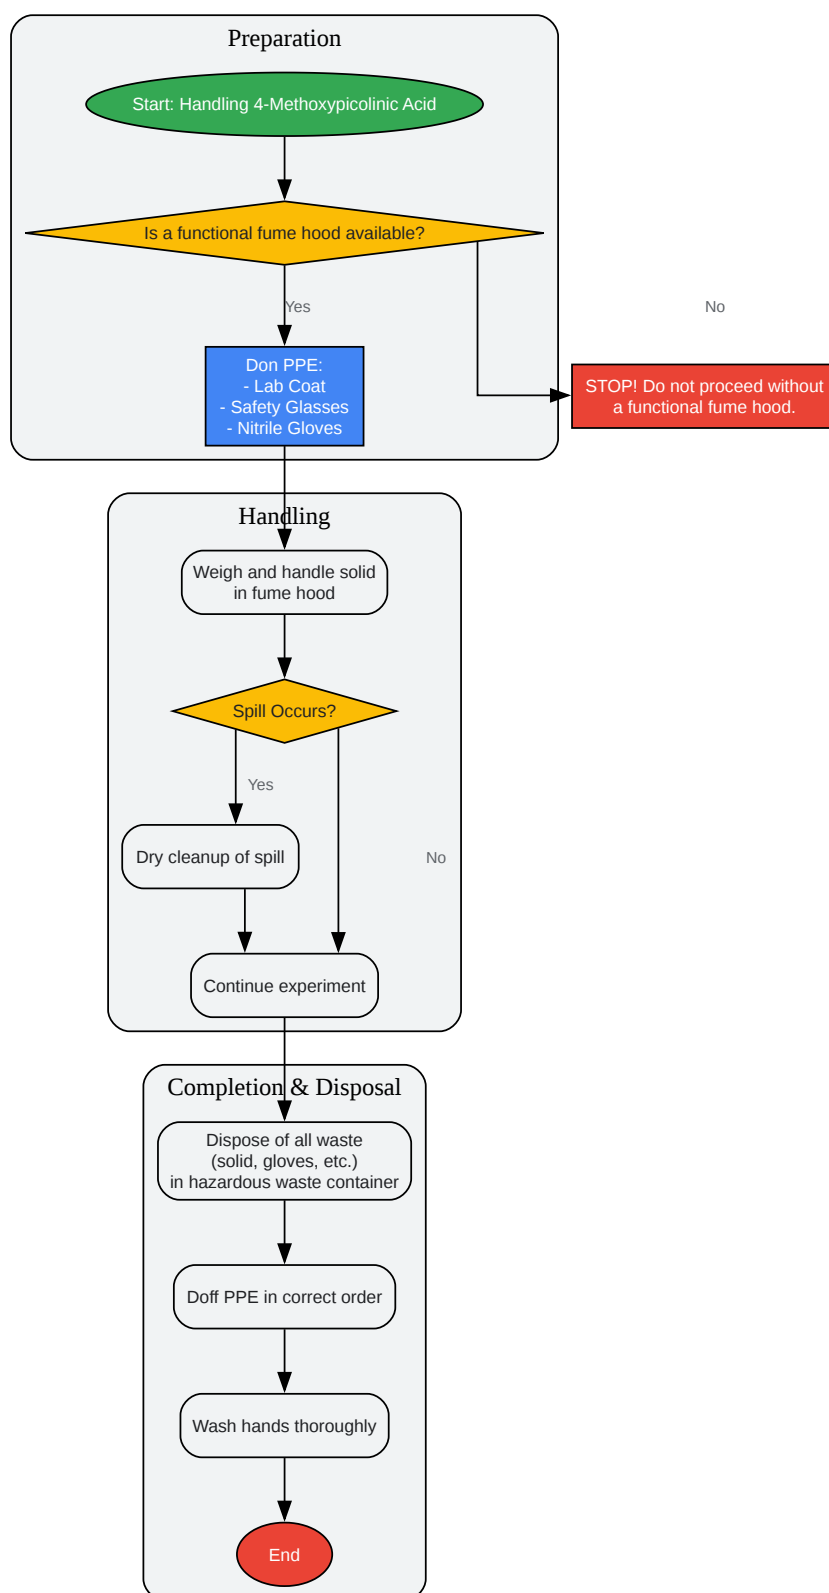 Preparation
Start: Handling 4-Methoxypicolinic Acid
Is a functional fume hood available?
Yes
No
Don PPE:
- Lab Coat
- Safety Glasses
- Nitrile Gloves
STOP! Do not proceed without
a functional fume hood.
Handling
Weigh and handle solid
in fume hood
Spill Occurs?
Yes
Dry cleanup of spill
No
Continue experiment
Completion & Disposal
Dispose of all waste
(solid, gloves, etc.)
in hazardous waste container
Doff PPE in correct order
Wash hands thoroughly
End